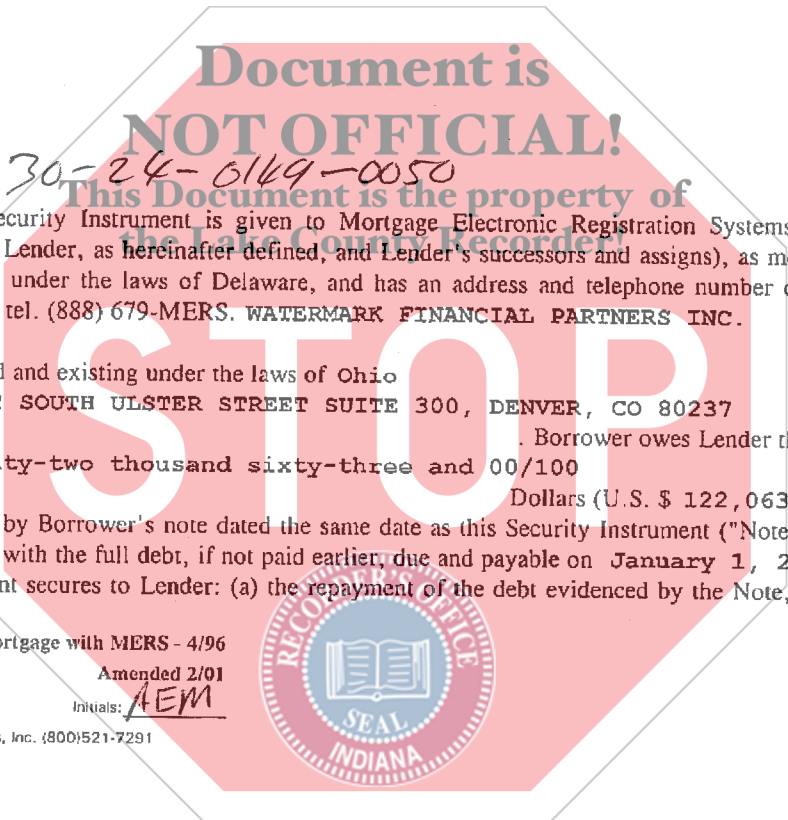 Document is
NOT OFFICIAL!
30-24-0149-0050
This Document is the property of
the Lake County Recorder!
ecurity Instrument is given to Mortgage Electronic Registration Systems
Lender, as hereinafter defined, and Lender's successors and assigns), as m
under the laws of Delaware, and has an address and telephone number
tel. (888) 679-MERS. WATERMARK FINANCIAL PARTNERS INC.
d and existing under the laws of Ohio
SOUTH ULSTER STREET SUITE 300, DENVER, CO 80237
. Borrower owes Lender th
ty-two thousand sixty-three and 00/100
Dollars (U.S. $ 122,063
by Borrower's note dated the same date as this Security Instrument ("Note
with the full debt, if not paid earlier, due and payable on January 1, 2
nt secures to Lender: (a) the repayment of the debt evidenced by the Note,
STOP
ortgage with MERS - 4/96
Amended 2/01
Initials: AEM
s, Inc. (800)521-7291
RECORDER'S OFFICE
SEAL
INDIANA